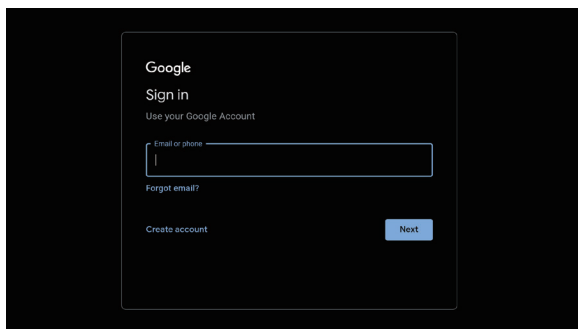 Google
Sign in
Use your Google Account
Email or phone
Forgot email?
Create account
Next